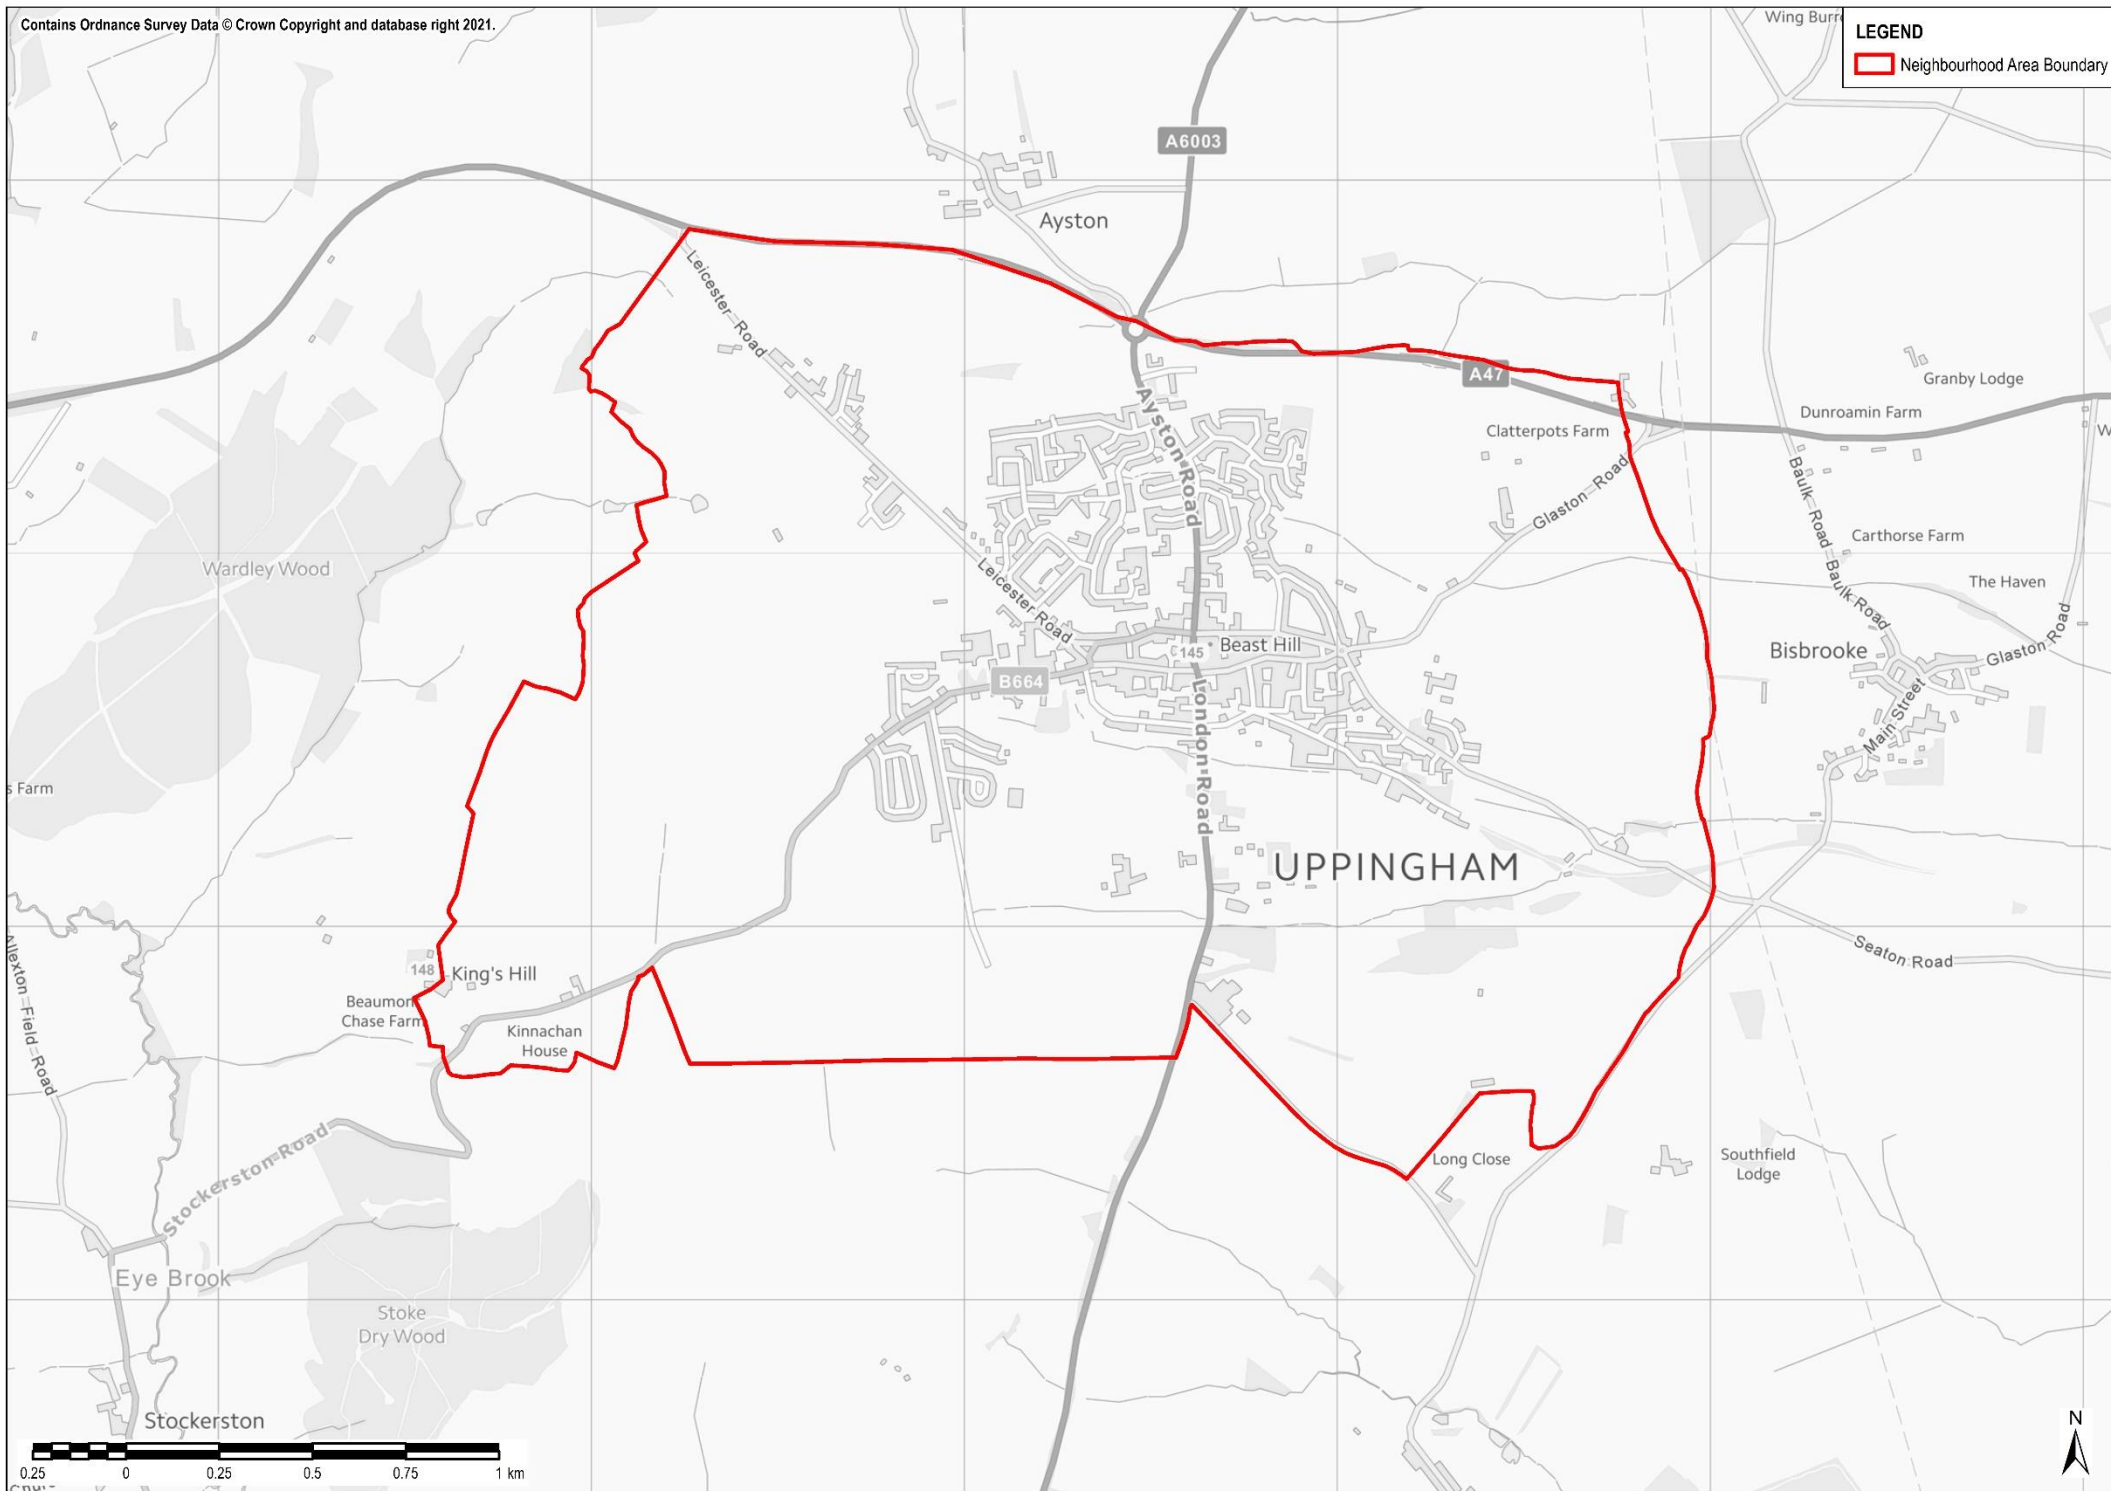 Contains Ordnance Survey Data © Crown Copyright and database right 2021.
LEGEND
Neighbourhood Area Boundary
A6003
Ayston
Leicester Road
A47
Granby Lodge
Dunroamin Farm
Clatterpots Farm
Ayston Road
Glaston Road
Baulk Road
Baulk Road
Carthorse Farm
The Haven
Wardley Wood
Leicester Road
145
Beast Hill
Bisbrooke
Glaston Road
B664
London Road
Main Street
s Farm
UPPINGHAM
Seaton Road
Allexton Field Road
148
King's Hill
Beaumon
Chase Farm
Kinnachan
House
Long Close
Southfield
Lodge
Stockerston Road
Eye Brook
Stoke
Dry Wood
Stockerston
0.25 0 0.25 0.5 0.75 1 km
N